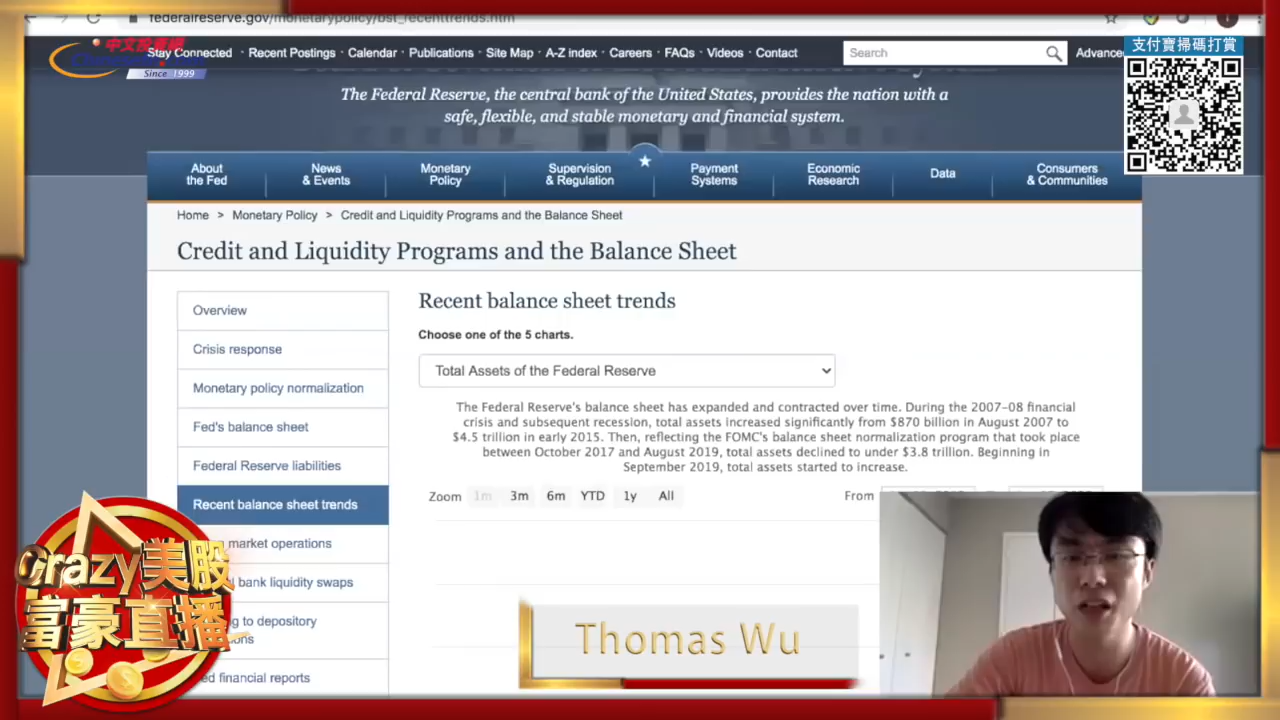 federalreserve.gov/monetarypolicy/bst_recenttrends.htm
Stay Connected · Recent Postings · Calendar · Publications · Site Map · A-Z index · Careers · FAQs · Videos · Contact
Search
Advanced
中文投資網
Since 1999
支付寶掃碼打賞
The Federal Reserve, the central bank of the United States, provides the nation with a
safe, flexible, and stable monetary and financial system.
About
the Fed
News
& Events
Monetary
Policy
Supervision
& Regulation
Payment
Systems
Economic
Research
Data
Consumers
& Communities
Home > Monetary Policy > Credit and Liquidity Programs and the Balance Sheet
Credit and Liquidity Programs and the Balance Sheet
Overview
Crisis response
Monetary policy normalization
Fed's balance sheet
Federal Reserve liabilities
Recent balance sheet trends
market operations
bank liquidity swaps
to depository
financial reports
Recent balance sheet trends
Choose one of the 5 charts.
Total Assets of the Federal Reserve
The Federal Reserve's balance sheet has expanded and contracted over time. During the 2007-08 financial
crisis and subsequent recession, total assets increased significantly from $870 billion in August 2007 to
$4.5 trillion in early 2015. Then, reflecting the FOMC's balance sheet normalization program that took place
between October 2017 and August 2019, total assets declined to under $3.8 trillion. Beginning in
September 2019, total assets started to increase.
Zoom 1m 3m 6m YTD 1y All
From
Crazy美股
富豪直播
Thomas Wu